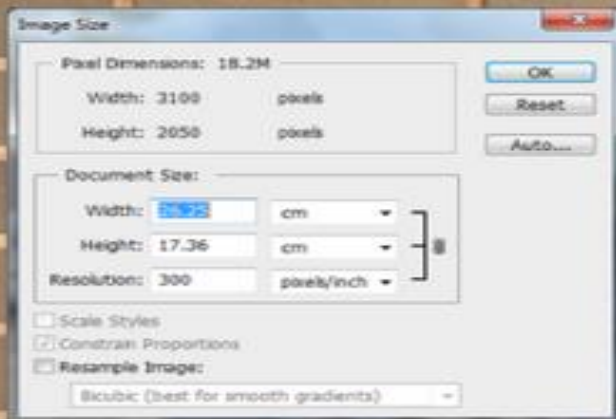 Image Size
Pixel Dimensions: 18.2M
OK
Width: 3100 pixels
Reset
Height: 2050 pixels
Auto...
Document Size:
Width: 26.25 cm
Height: 17.36 cm
Resolution: 300 pixels/inch
Scale Styles
Constrain Proportions
Resample Image:
Bicubic (best for smooth gradients)